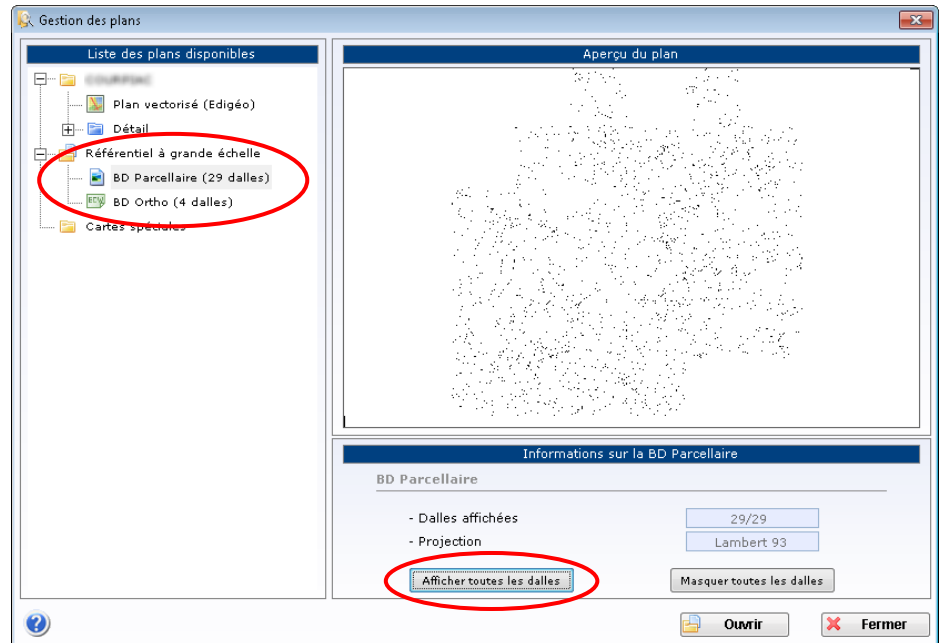 Gestion des plans
Liste des plans disponibles
Plan vectorisé (Edigéo)
Détail
Référentiel à grande échelle
BD Parcellaire (29 dalles)
BD Ortho (4 dalles)
Cartes spéciales
Aperçu du plan
Informations sur la BD Parcellaire
BD Parcellaire
- Dalles affichées 29/29
- Projection Lambert 93
Afficher toutes les dalles Masquer toutes les dalles
Ouvrir Fermer